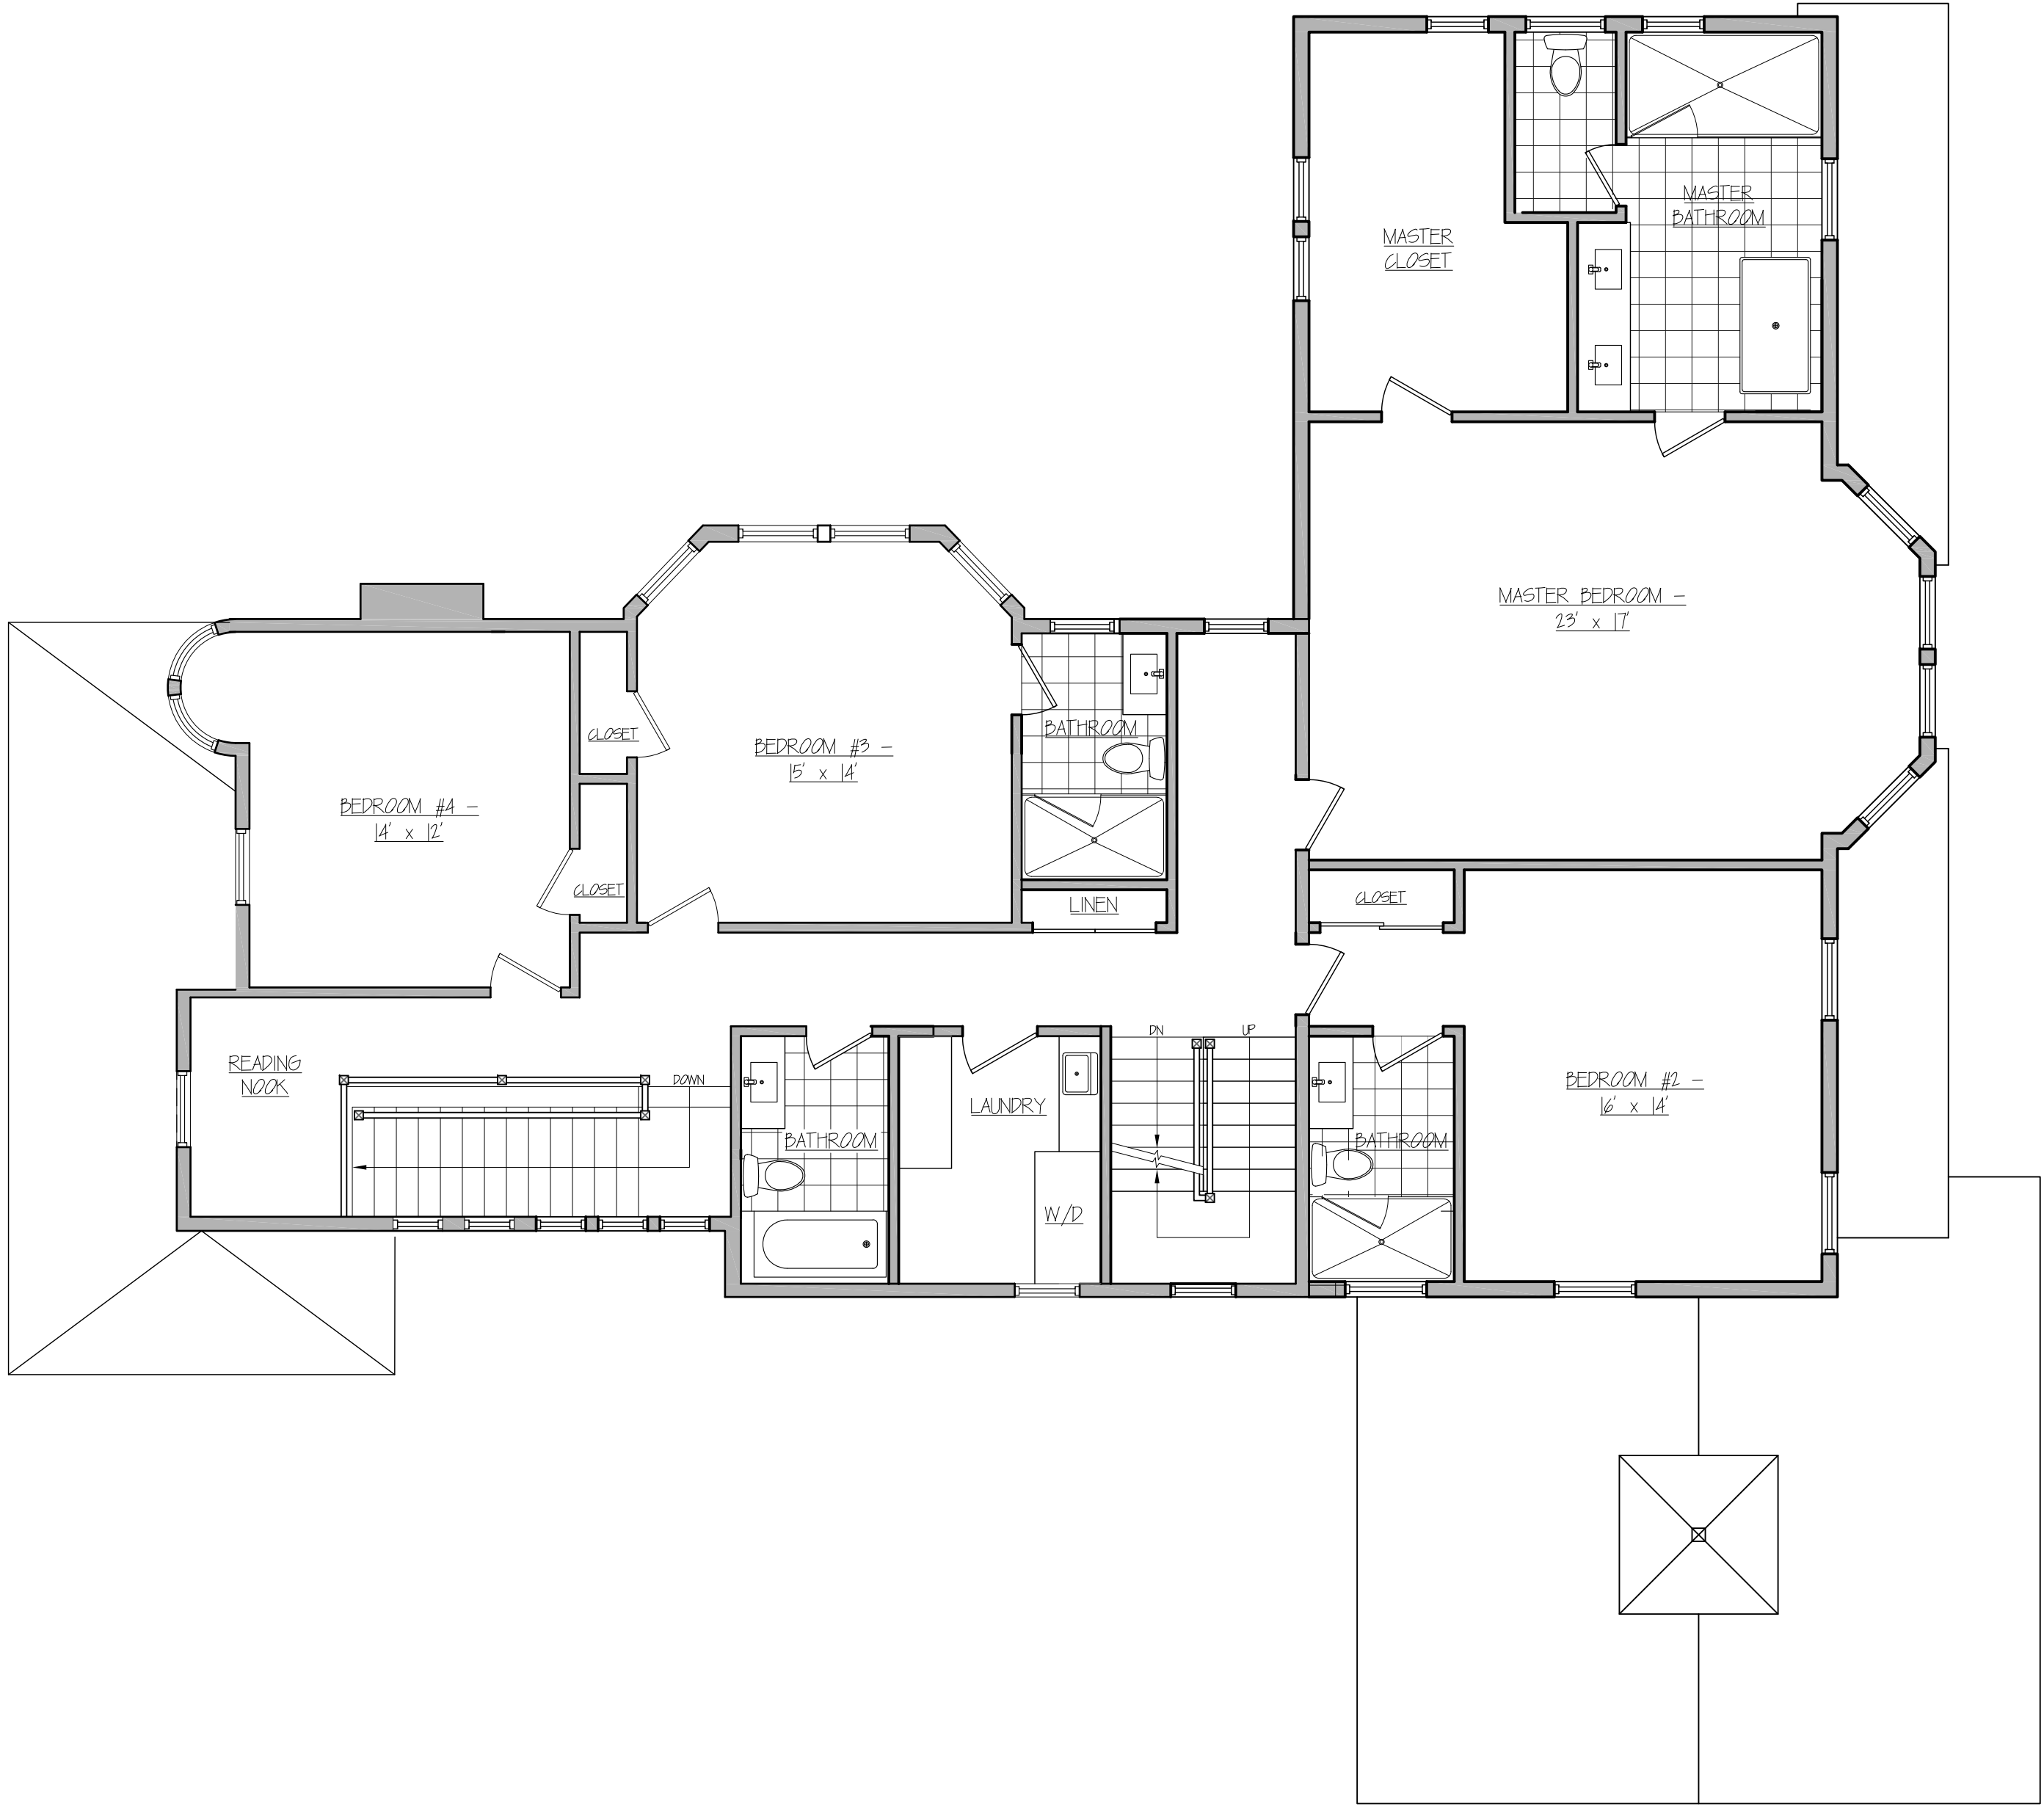 MASTER
BATHROOM
MASTER
CLOSET
MASTER BEDROOM -
23' x 17'
CLOSET
BATHROOM
BEDROOM #3 -
15' x 14'
BEDROOM #4 -
14' x 12'
CLOSET
LINEN
CLOSET
DN
UP
READING
NOOK
DOWN
LAUNDRY
BEDROOM #2 -
16' x 14'
BATHROOM
BATHROOM
W/D